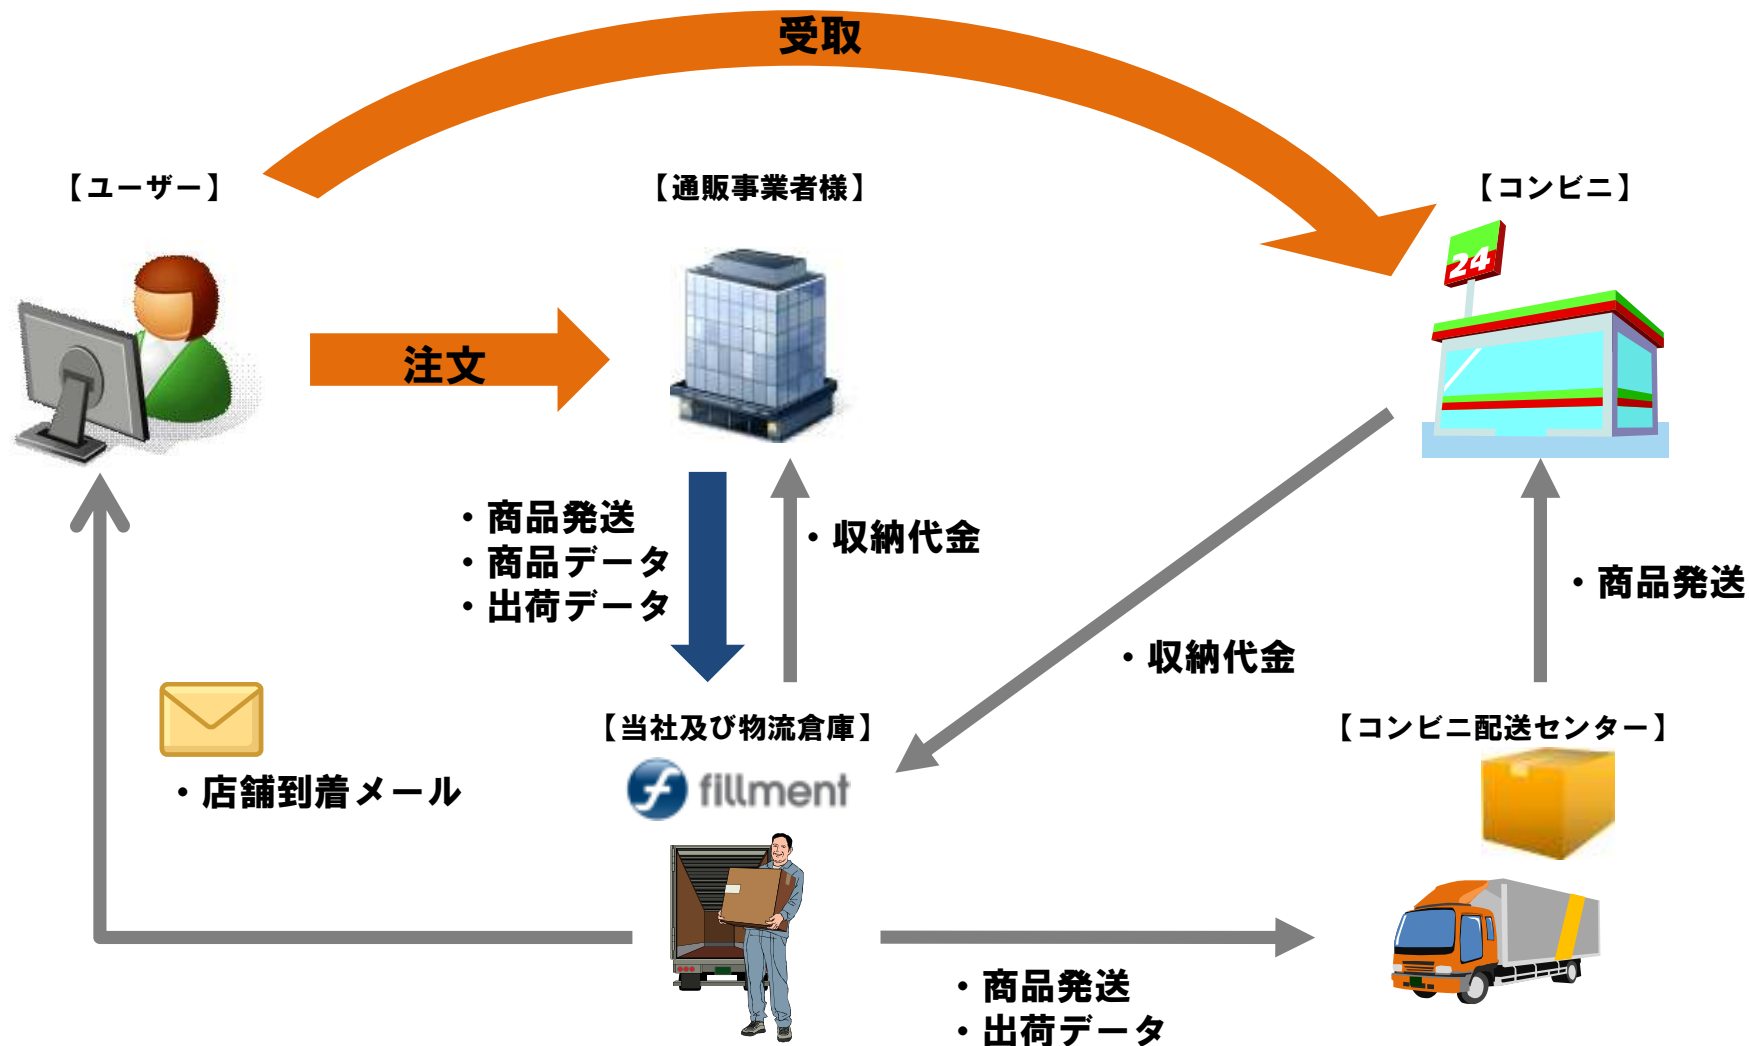 受取
【ユーザー】
【通販事業者様】
【コンビニ】
24
注文
・商品発送
・商品データ
・出荷データ
・収納代金
・商品発送
・収納代金
【当社及び物流倉庫】
【コンビニ配送センター】
fillment
・店舗到着メール
・商品発送
・出荷データ